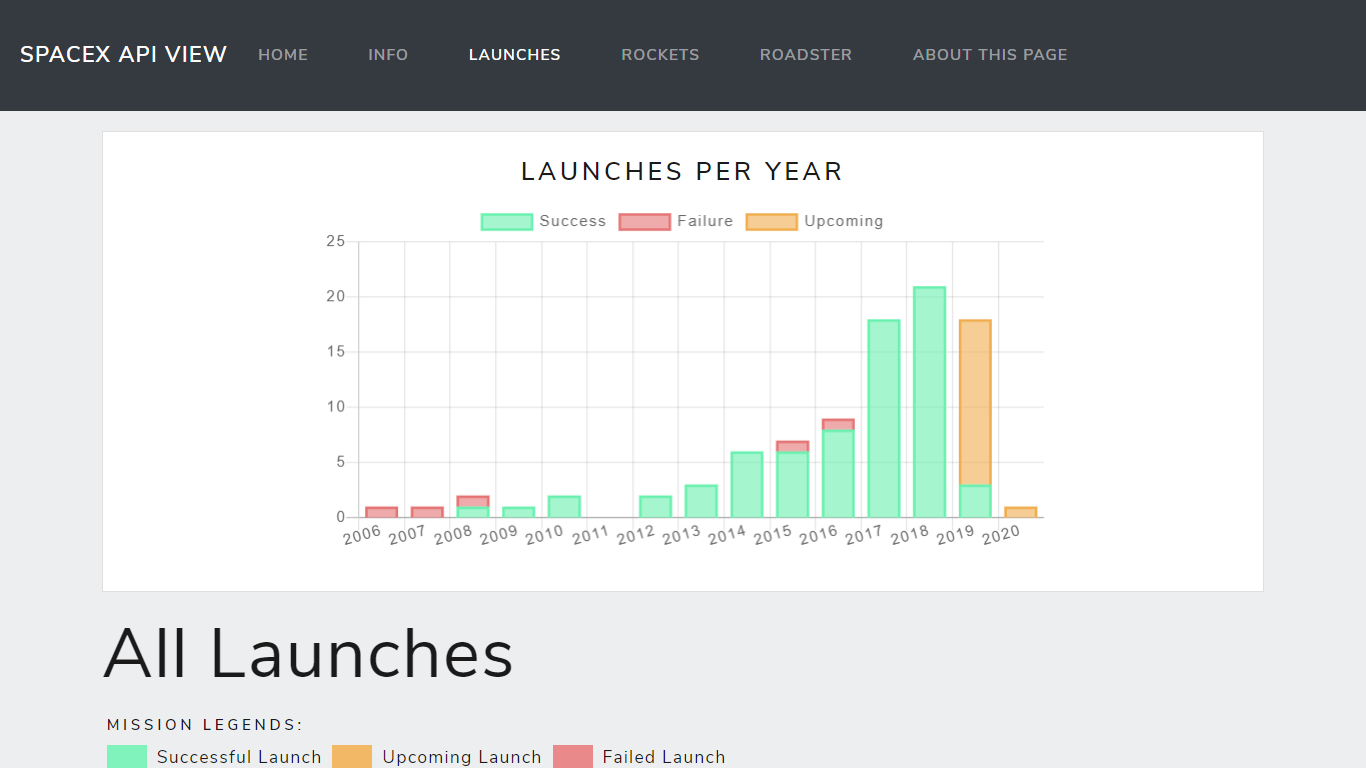 SPACEX API VIEW HOME INFO LAUNCHES ROCKETS ROADSTER ABOUT THIS PAGE
LAUNCHES PER YEAR
Success Failure Upcoming
25
20
15
10
5
0
2006 2007 2008 2009 2010 2011 2012 2013 2014 2015 2016 2017 2018 2019 2020
All Launches
MISSION LEGENDS:
Successful Launch Upcoming Launch Failed Launch